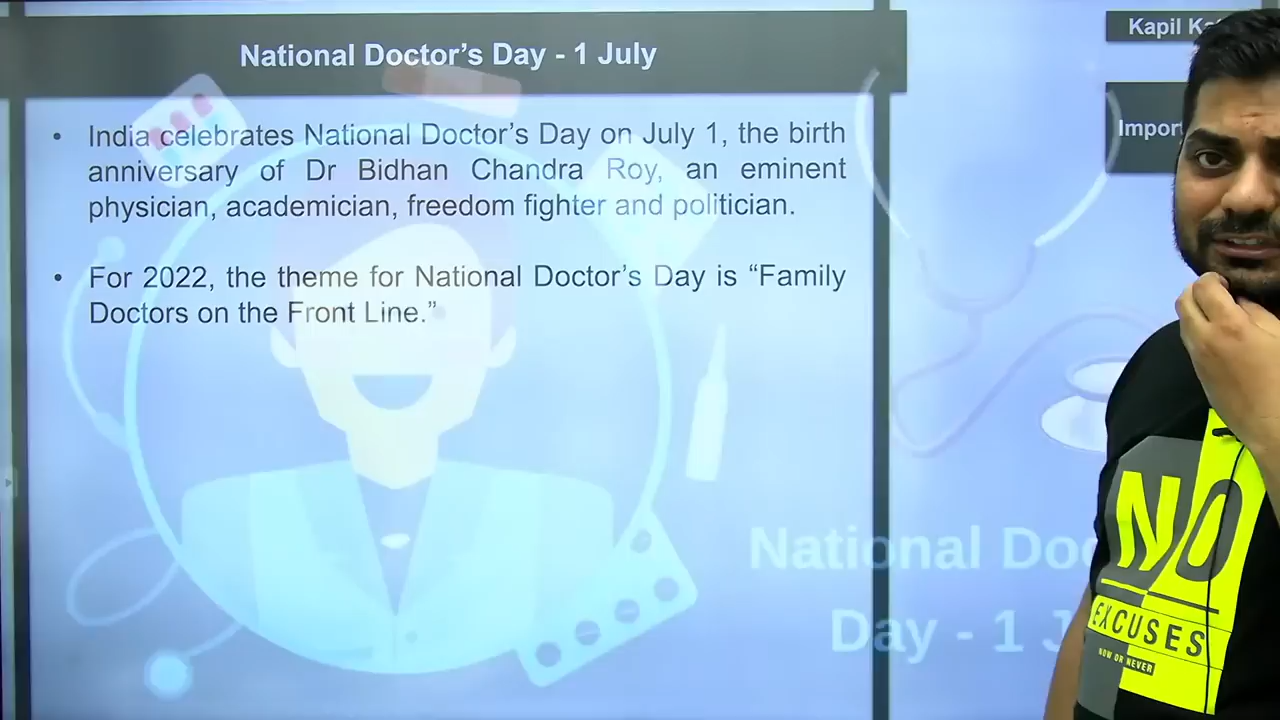 National Doctor’s Day - 1 July
Kapil
Import
• India celebrates National Doctor’s Day on July 1, the birth
anniversary of Dr Bidhan Chandra Roy, an eminent
physician, academician, freedom fighter and politician.
• For 2022, the theme for National Doctor’s Day is “Family
Doctors on the Front Line.”
National Doc
Day - 1 J
NO
EXCUSES
NOW OR NEVER